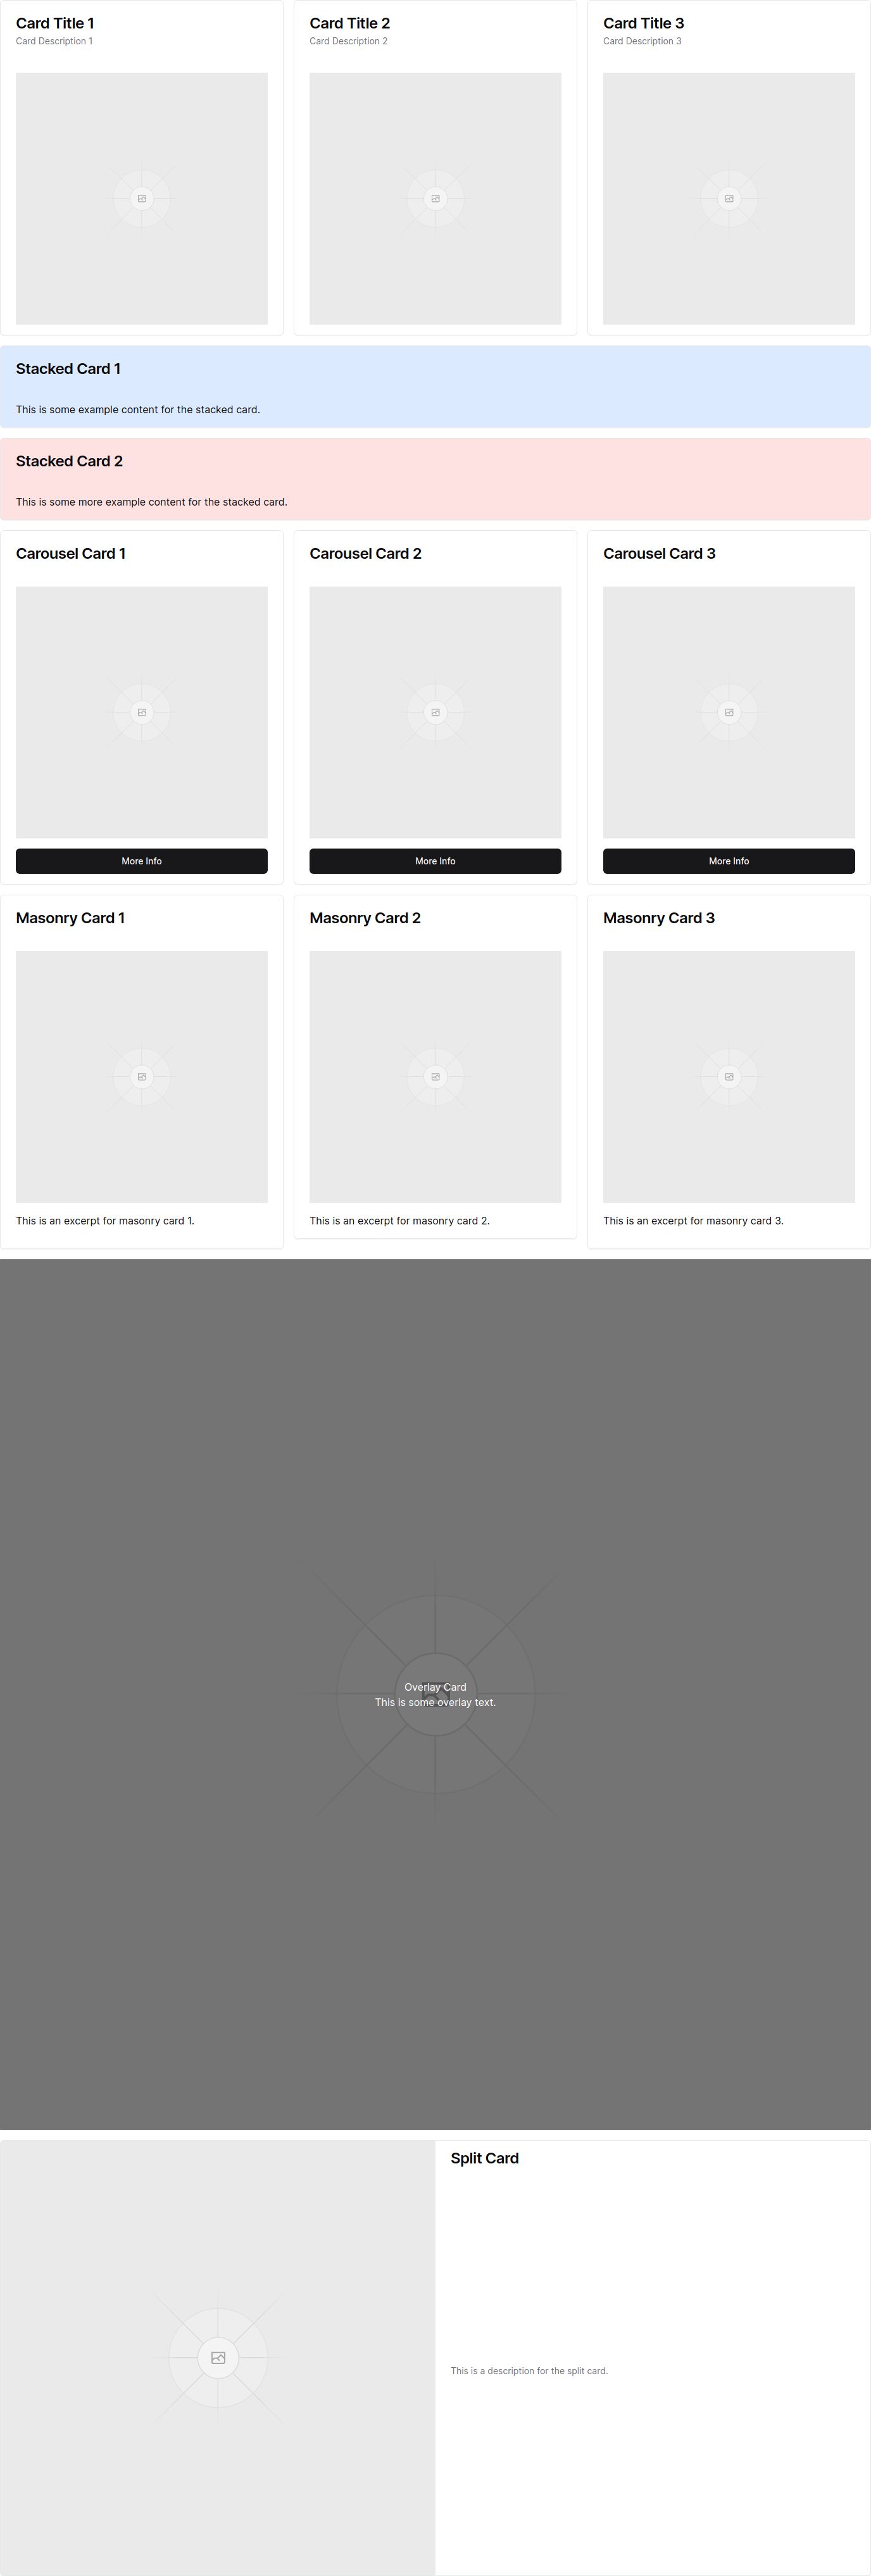 Card Title 1
Card Description 1
Card Title 2
Card Description 2
Card Title 3
Card Description 3
Stacked Card 1
This is some example content for the stacked card.
Stacked Card 2
This is some more example content for the stacked card.
Carousel Card 1
More Info
Carousel Card 2
More Info
Carousel Card 3
More Info
Masonry Card 1
This is an excerpt for masonry card 1.
Masonry Card 2
This is an excerpt for masonry card 2.
Masonry Card 3
This is an excerpt for masonry card 3.
Overlay Card
This is some overlay text.
Split Card
This is a description for the split card.